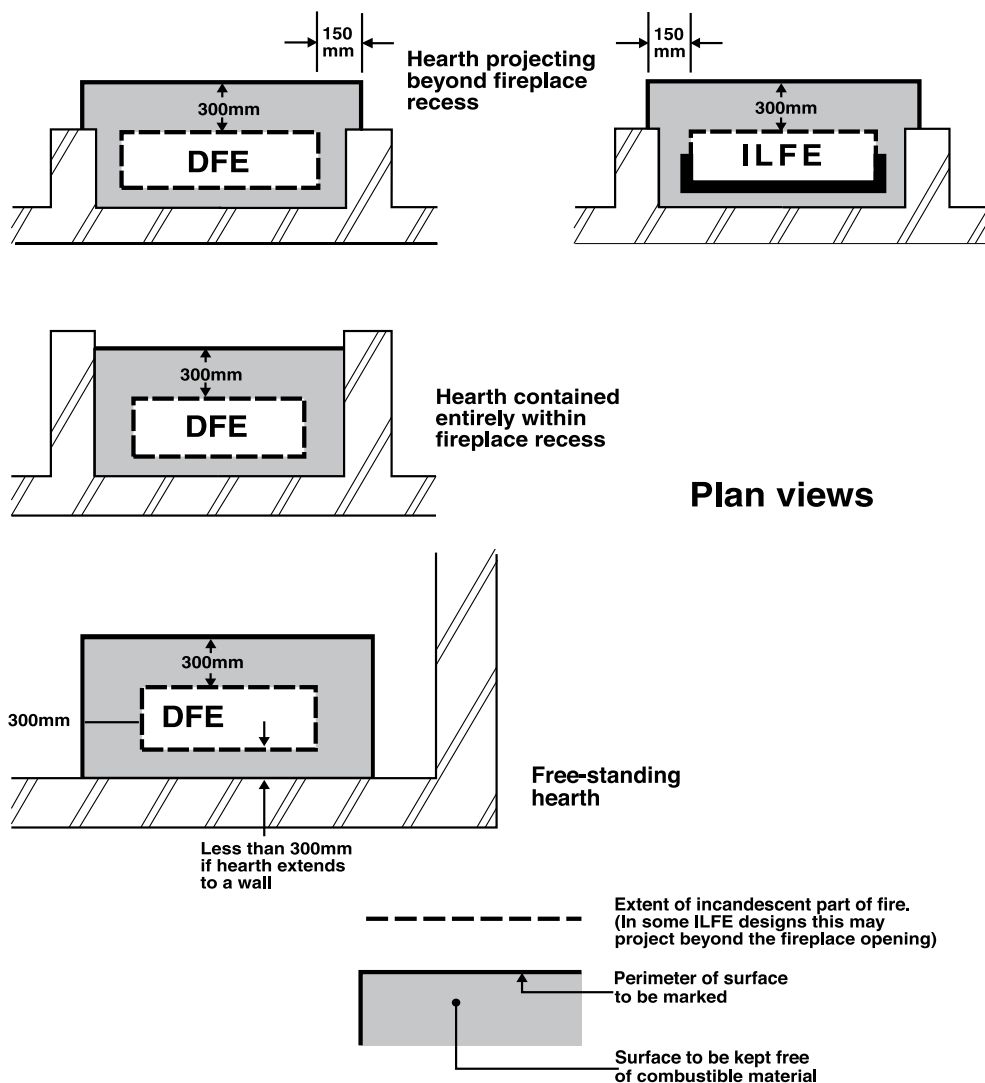 150
mm
Hearth projecting
beyond fireplace
recess
150
mm
300mm
DFE
300mm
ILFE
300mm
DFE
Hearth contained
entirely within
fireplace recess
Plan views
300mm
300mm
DFE
Free-standing
hearth
Less than 300mm
if hearth extends
to a wall
Extent of incandescent part of fire.
(In some ILFE designs this may
project beyond the fireplace opening)
Perimeter of surface
to be marked
Surface to be kept free
of combustible material